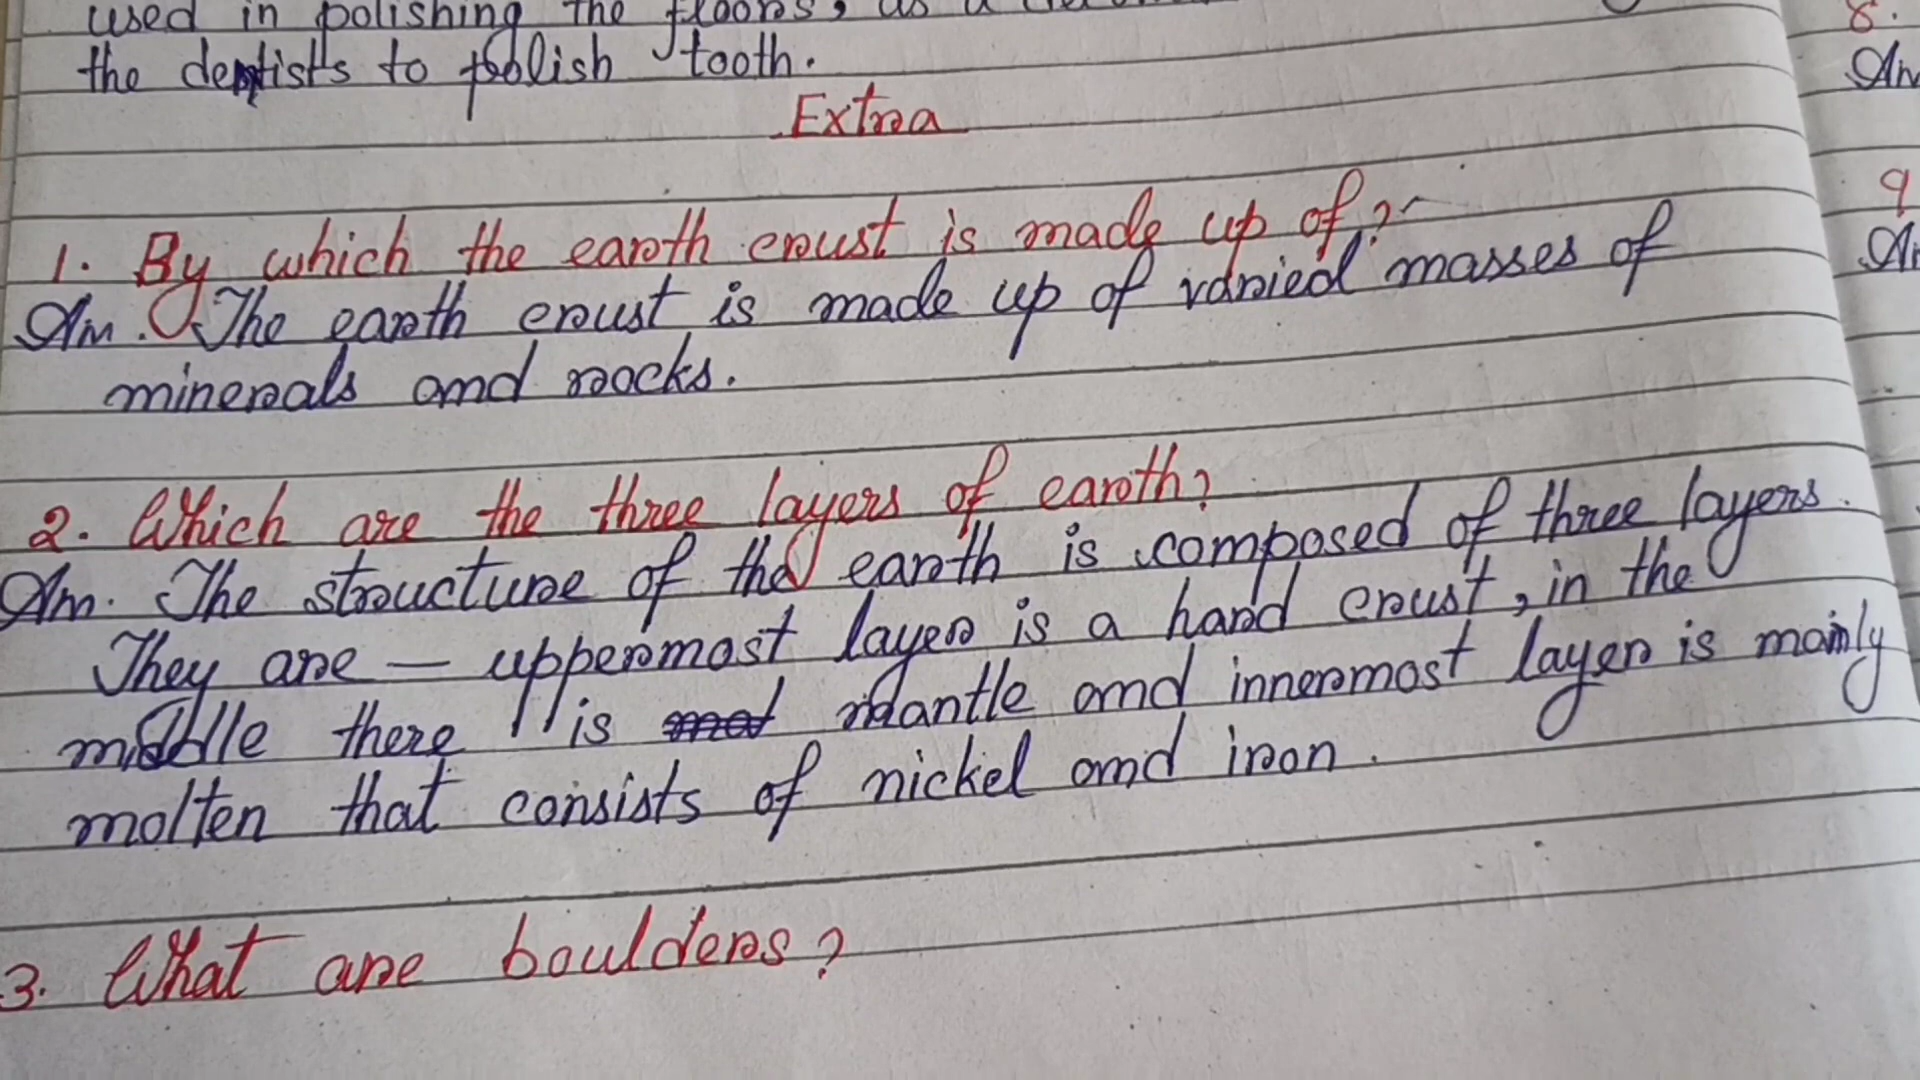 used in polishing the floors, as a
the dentists to polish tooth.
Extra
1. By which the earth crust is made up of?
Ans. The earth crust is made up of varied masses of
minerals and rocks.
2. Which are the three layers of earth?
Ans. The structure of the earth is composed of three layers.
They are — uppermost layer is a hard crust, in the
middle there is mantle and innermost layer is mainly
molten that consists of nickel and iron.
3. What are boulders?
8.
An
9
An